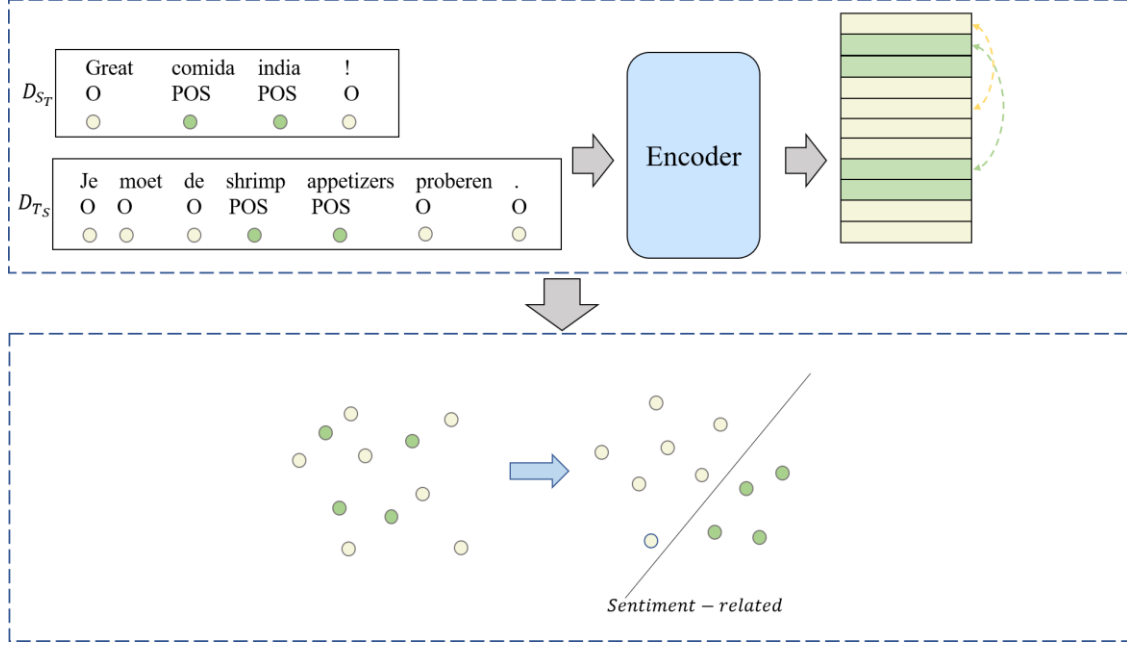 Great comida india !
D_{S_T}
O POS POS O
Encoder
Je moet de shrimp appetizers proberen .
D_{T_S}
O O O POS POS O O
Sentiment − related